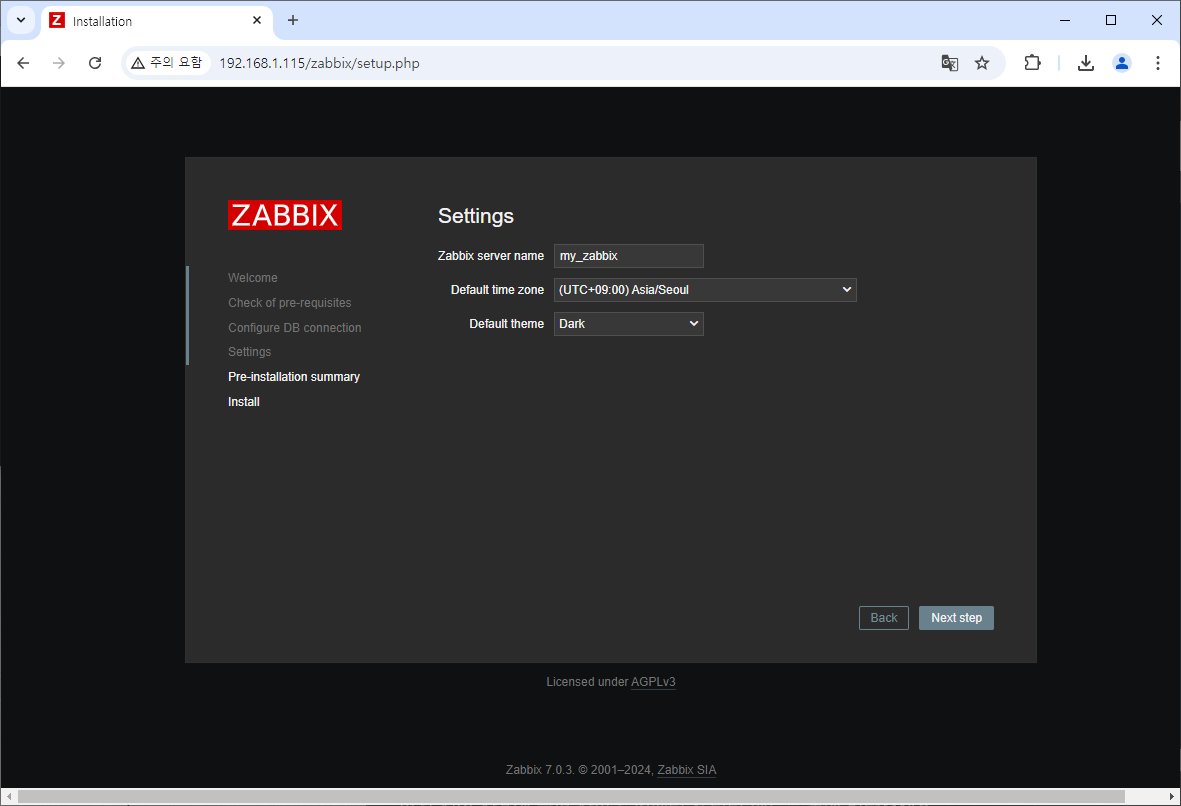 Z Installation
주의 요함 192.168.1.115/zabbix/setup.php
ZABBIX
Welcome
Check of pre-requisites
Configure DB connection
Settings
Pre-installation summary
Install
Settings
Zabbix server name my_zabbix
Default time zone (UTC+09:00) Asia/Seoul
Default theme Dark
Back Next step
Licensed under AGPLv3
Zabbix 7.0.3. © 2001–2024, Zabbix SIA